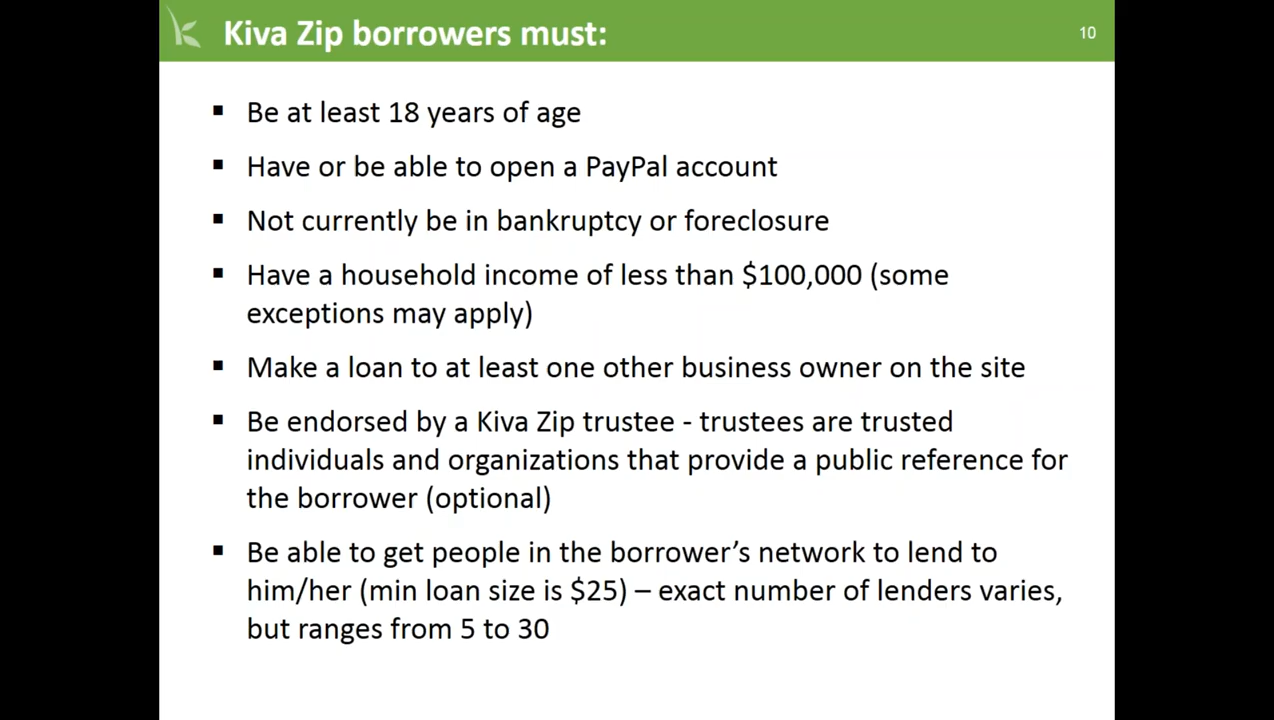 Kiva Zip borrowers must:
10
▪ Be at least 18 years of age
▪ Have or be able to open a PayPal account
▪ Not currently be in bankruptcy or foreclosure
▪ Have a household income of less than $100,000 (some
exceptions may apply)
▪ Make a loan to at least one other business owner on the site
▪ Be endorsed by a Kiva Zip trustee - trustees are trusted
individuals and organizations that provide a public reference for
the borrower (optional)
▪ Be able to get people in the borrower’s network to lend to
him/her (min loan size is $25) – exact number of lenders varies,
but ranges from 5 to 30